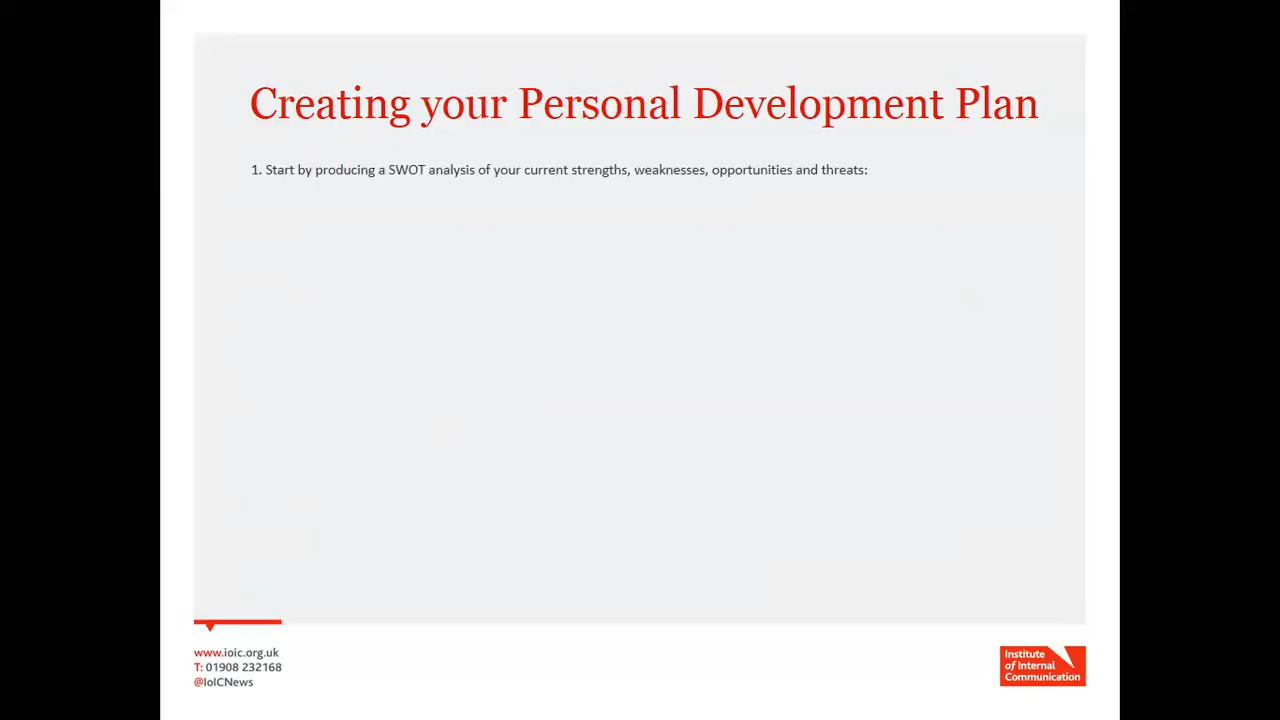 Creating your Personal Development Plan
1. Start by producing a SWOT analysis of your current strengths, weaknesses, opportunities and threats:
www.ioic.org.uk
T: 01908 232168
@IoICNews
Institute
of Internal
Communication